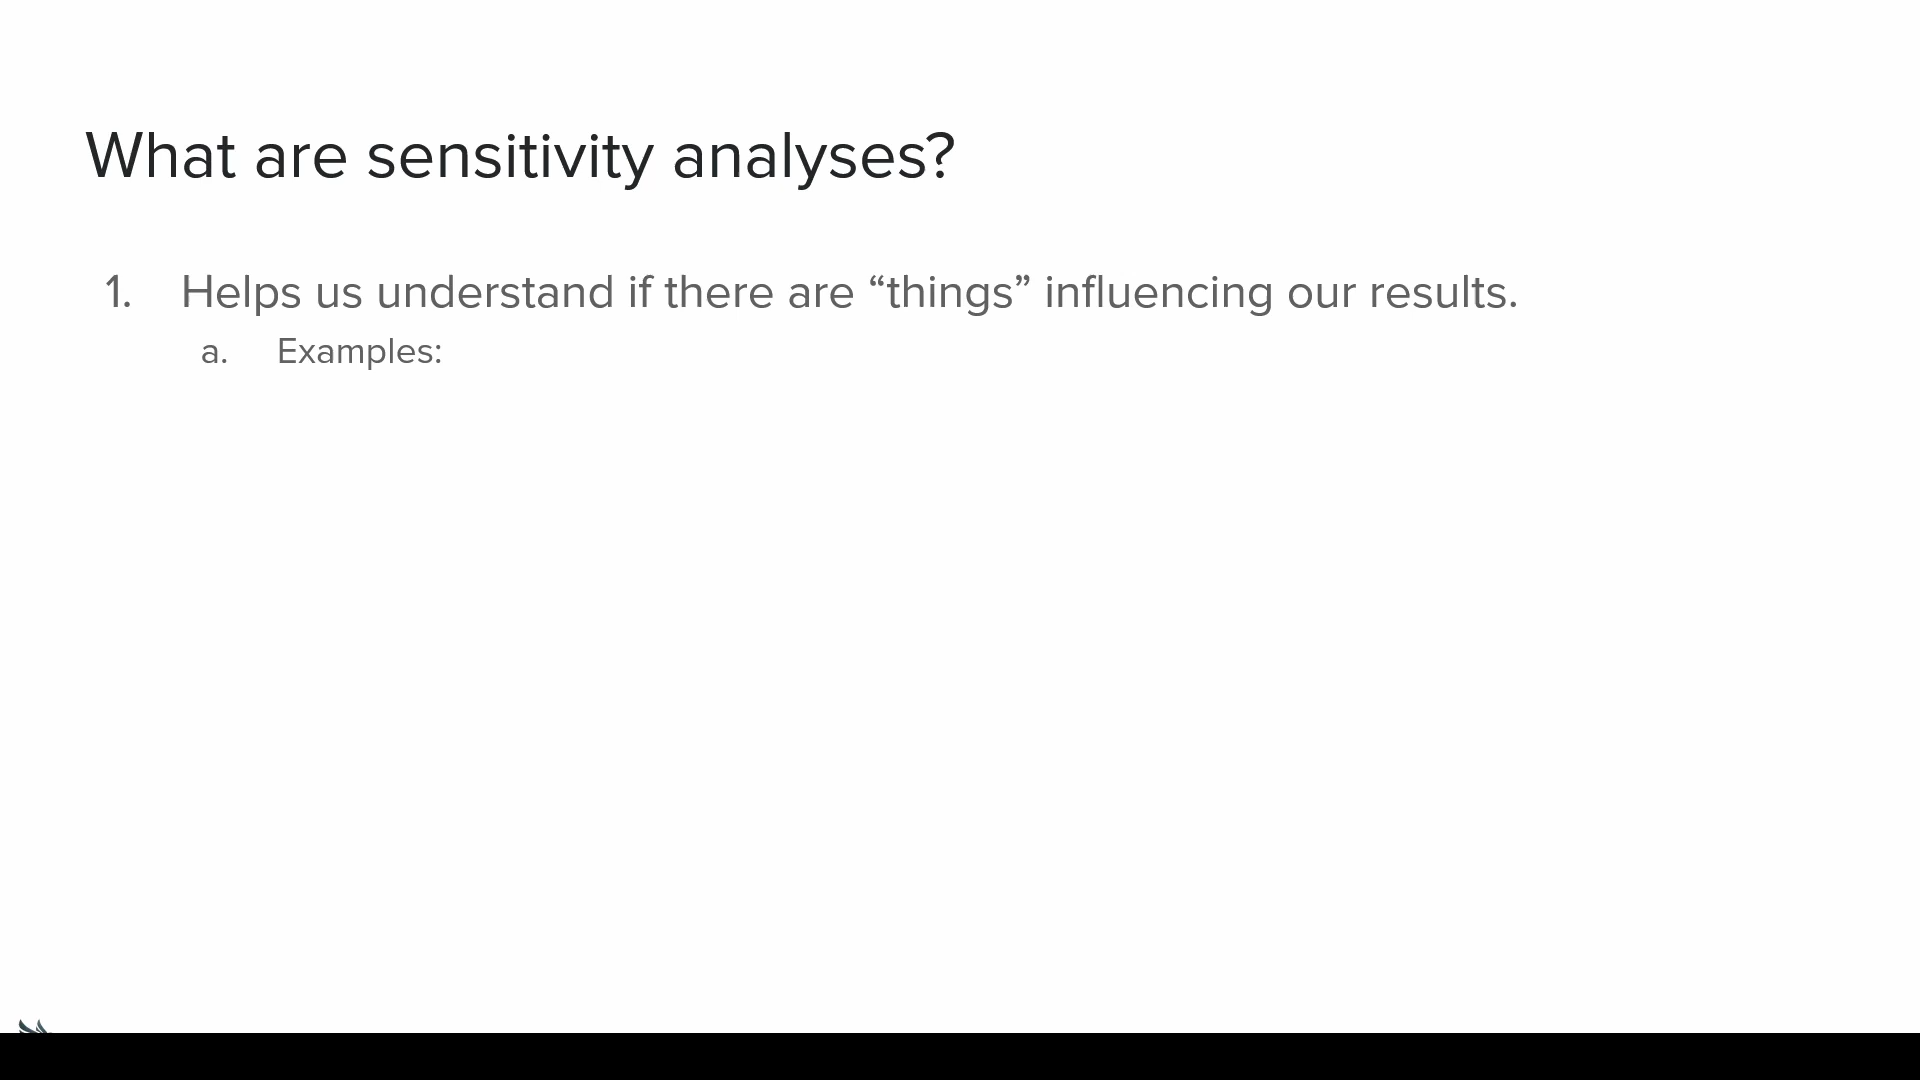 What are sensitivity analyses?
1. Helps us understand if there are “things” influencing our results.
a. Examples: